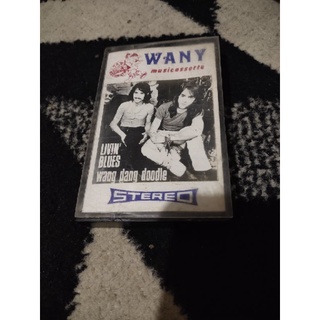 WANY
musicassette
LIVIN'
BLUES
wang dang doodle
STEREO